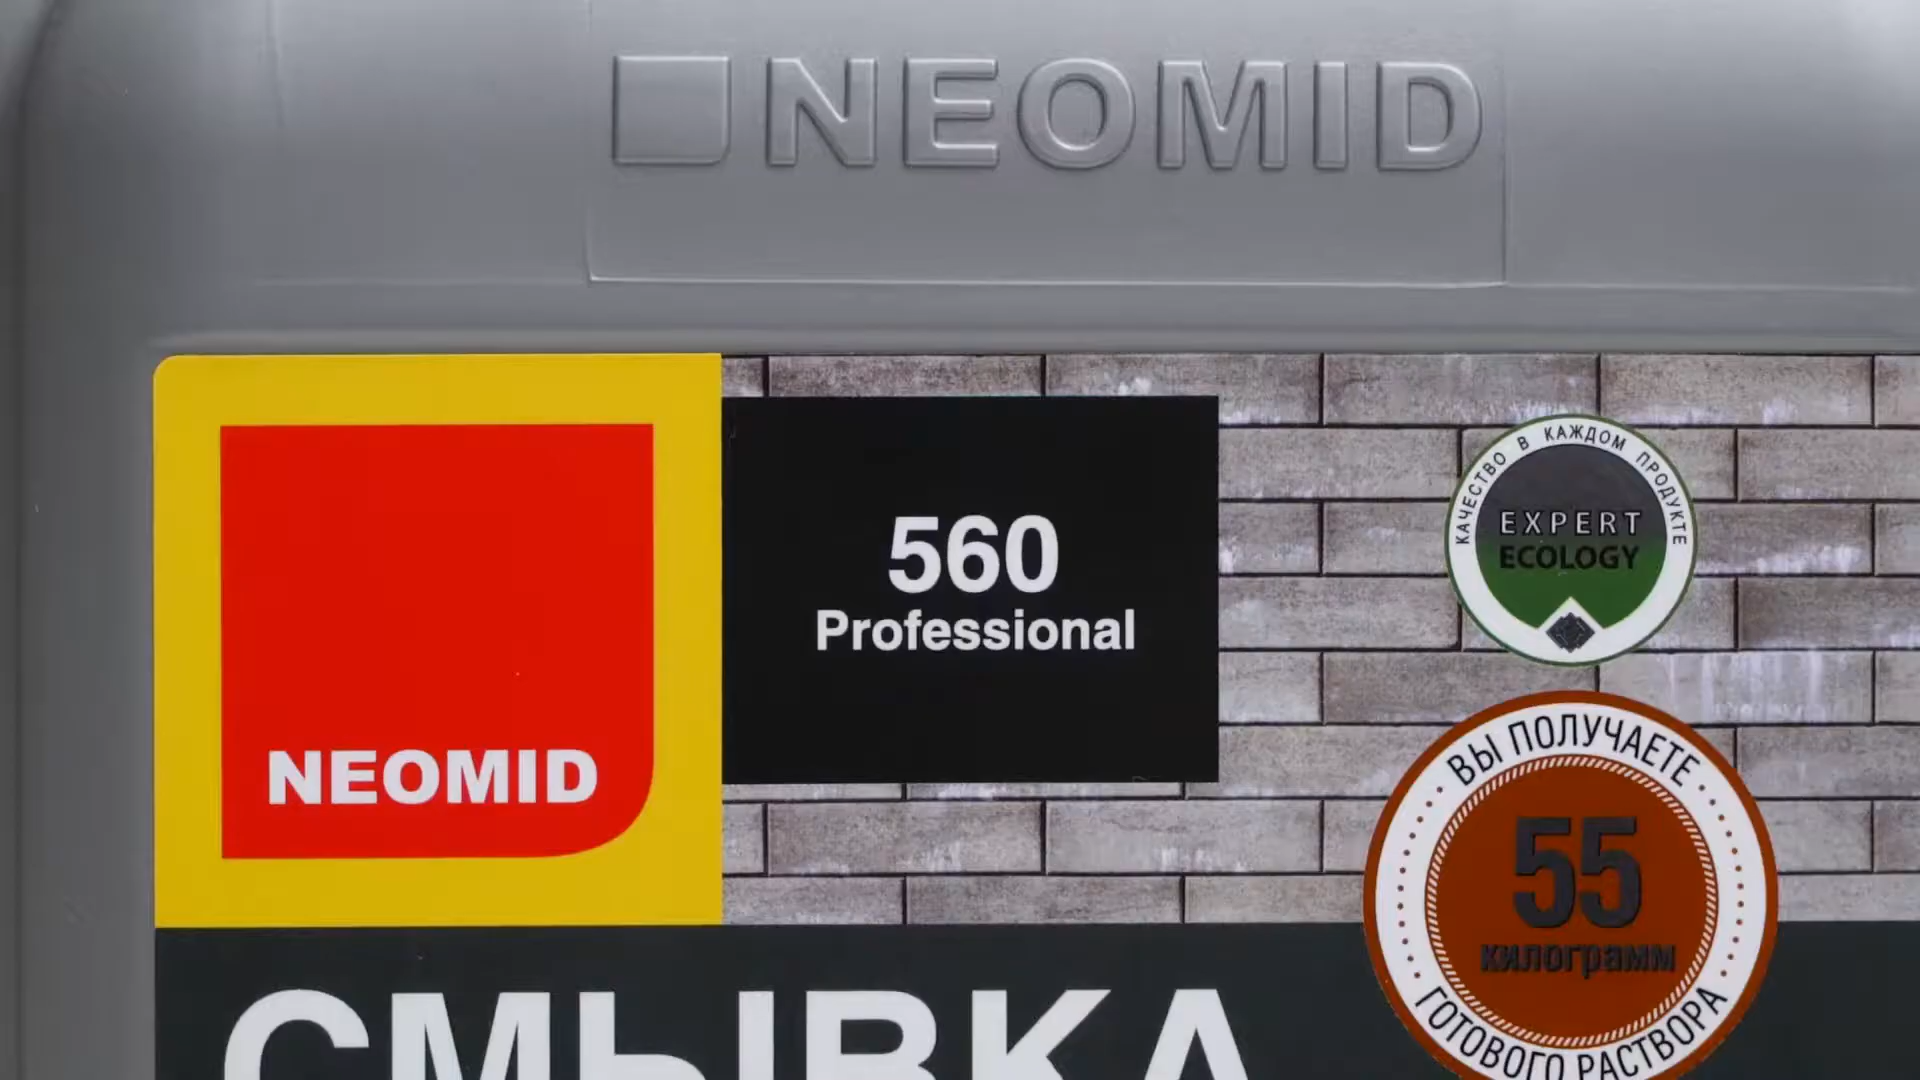 NEOMID
560
Professional
NEOMID
КАЧЕСТВО В КАЖДОМ ПРОДУКТЕ
EXPERT
ECOLOGY
ВЫ ПОЛУЧАЕТЕ
55
килограмм
ГОТОВОГО РАСТВОРА
СМЫВКА